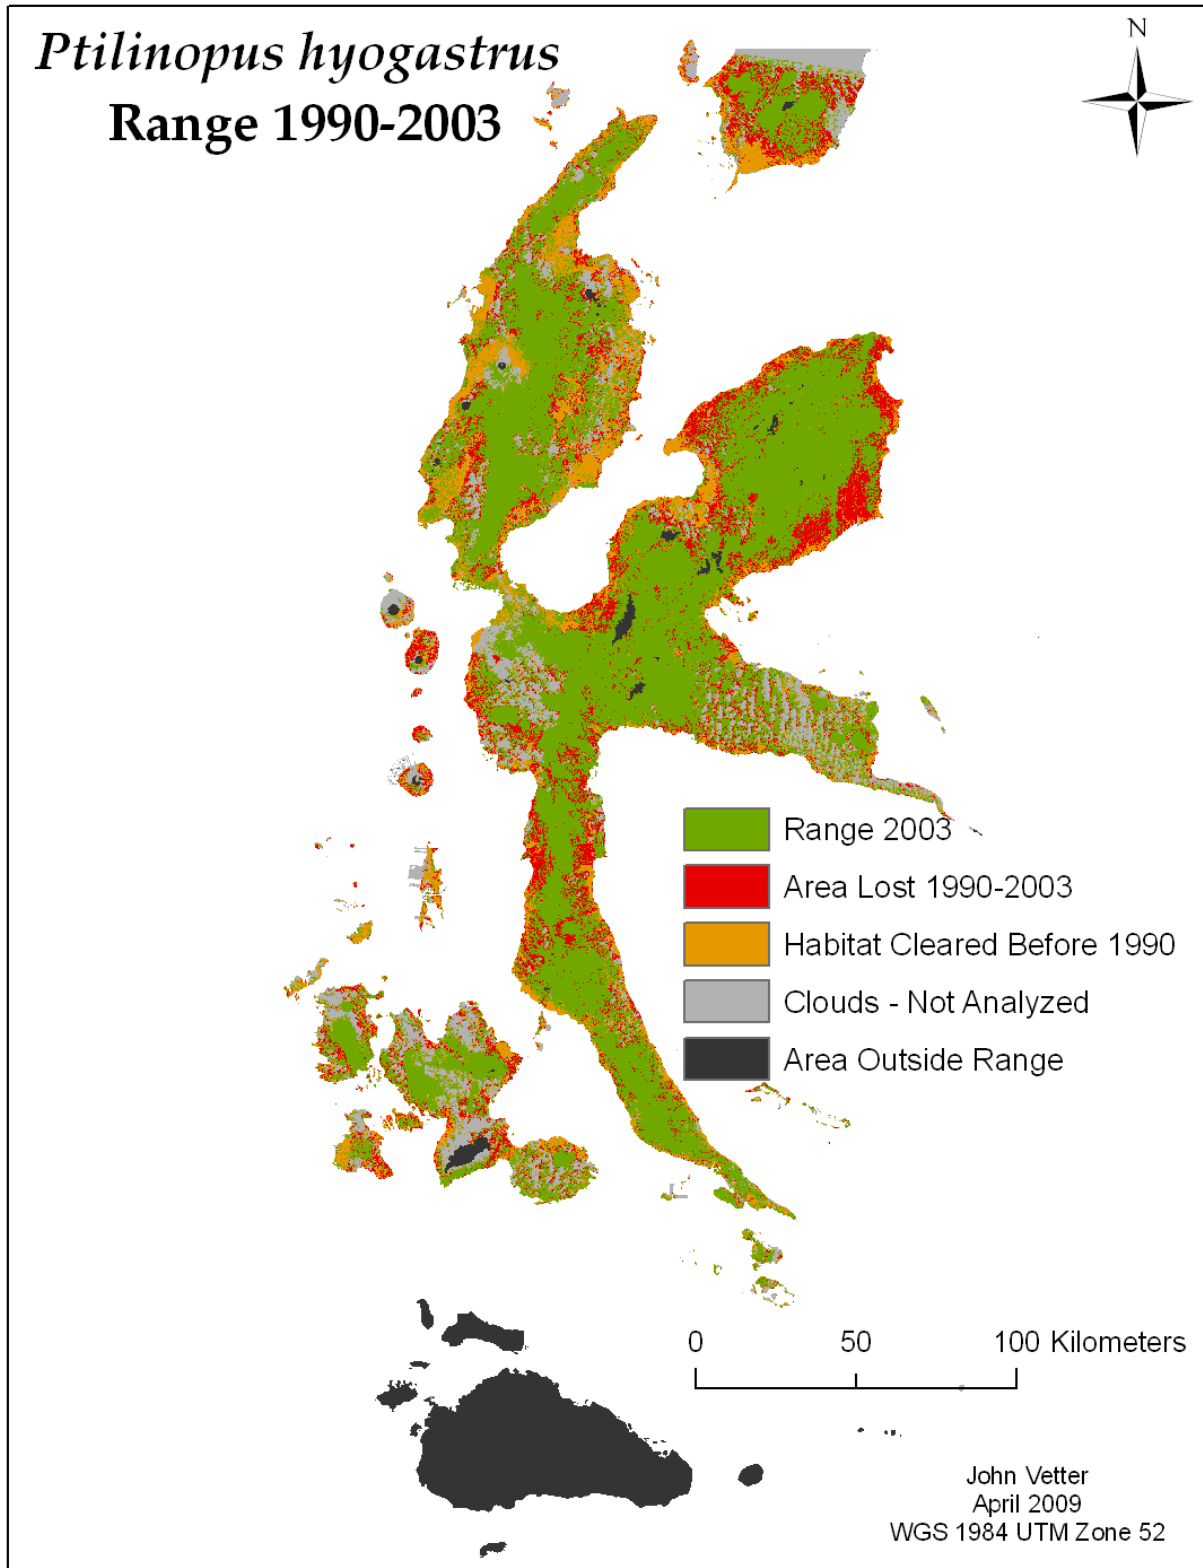 Ptilinopus hyogastrus
Range 1990-2003
N
Range 2003
Area Lost 1990-2003
Habitat Cleared Before 1990
Clouds - Not Analyzed
Area Outside Range
0 50 100 Kilometers
John Vetter
April 2009
WGS 1984 UTM Zone 52